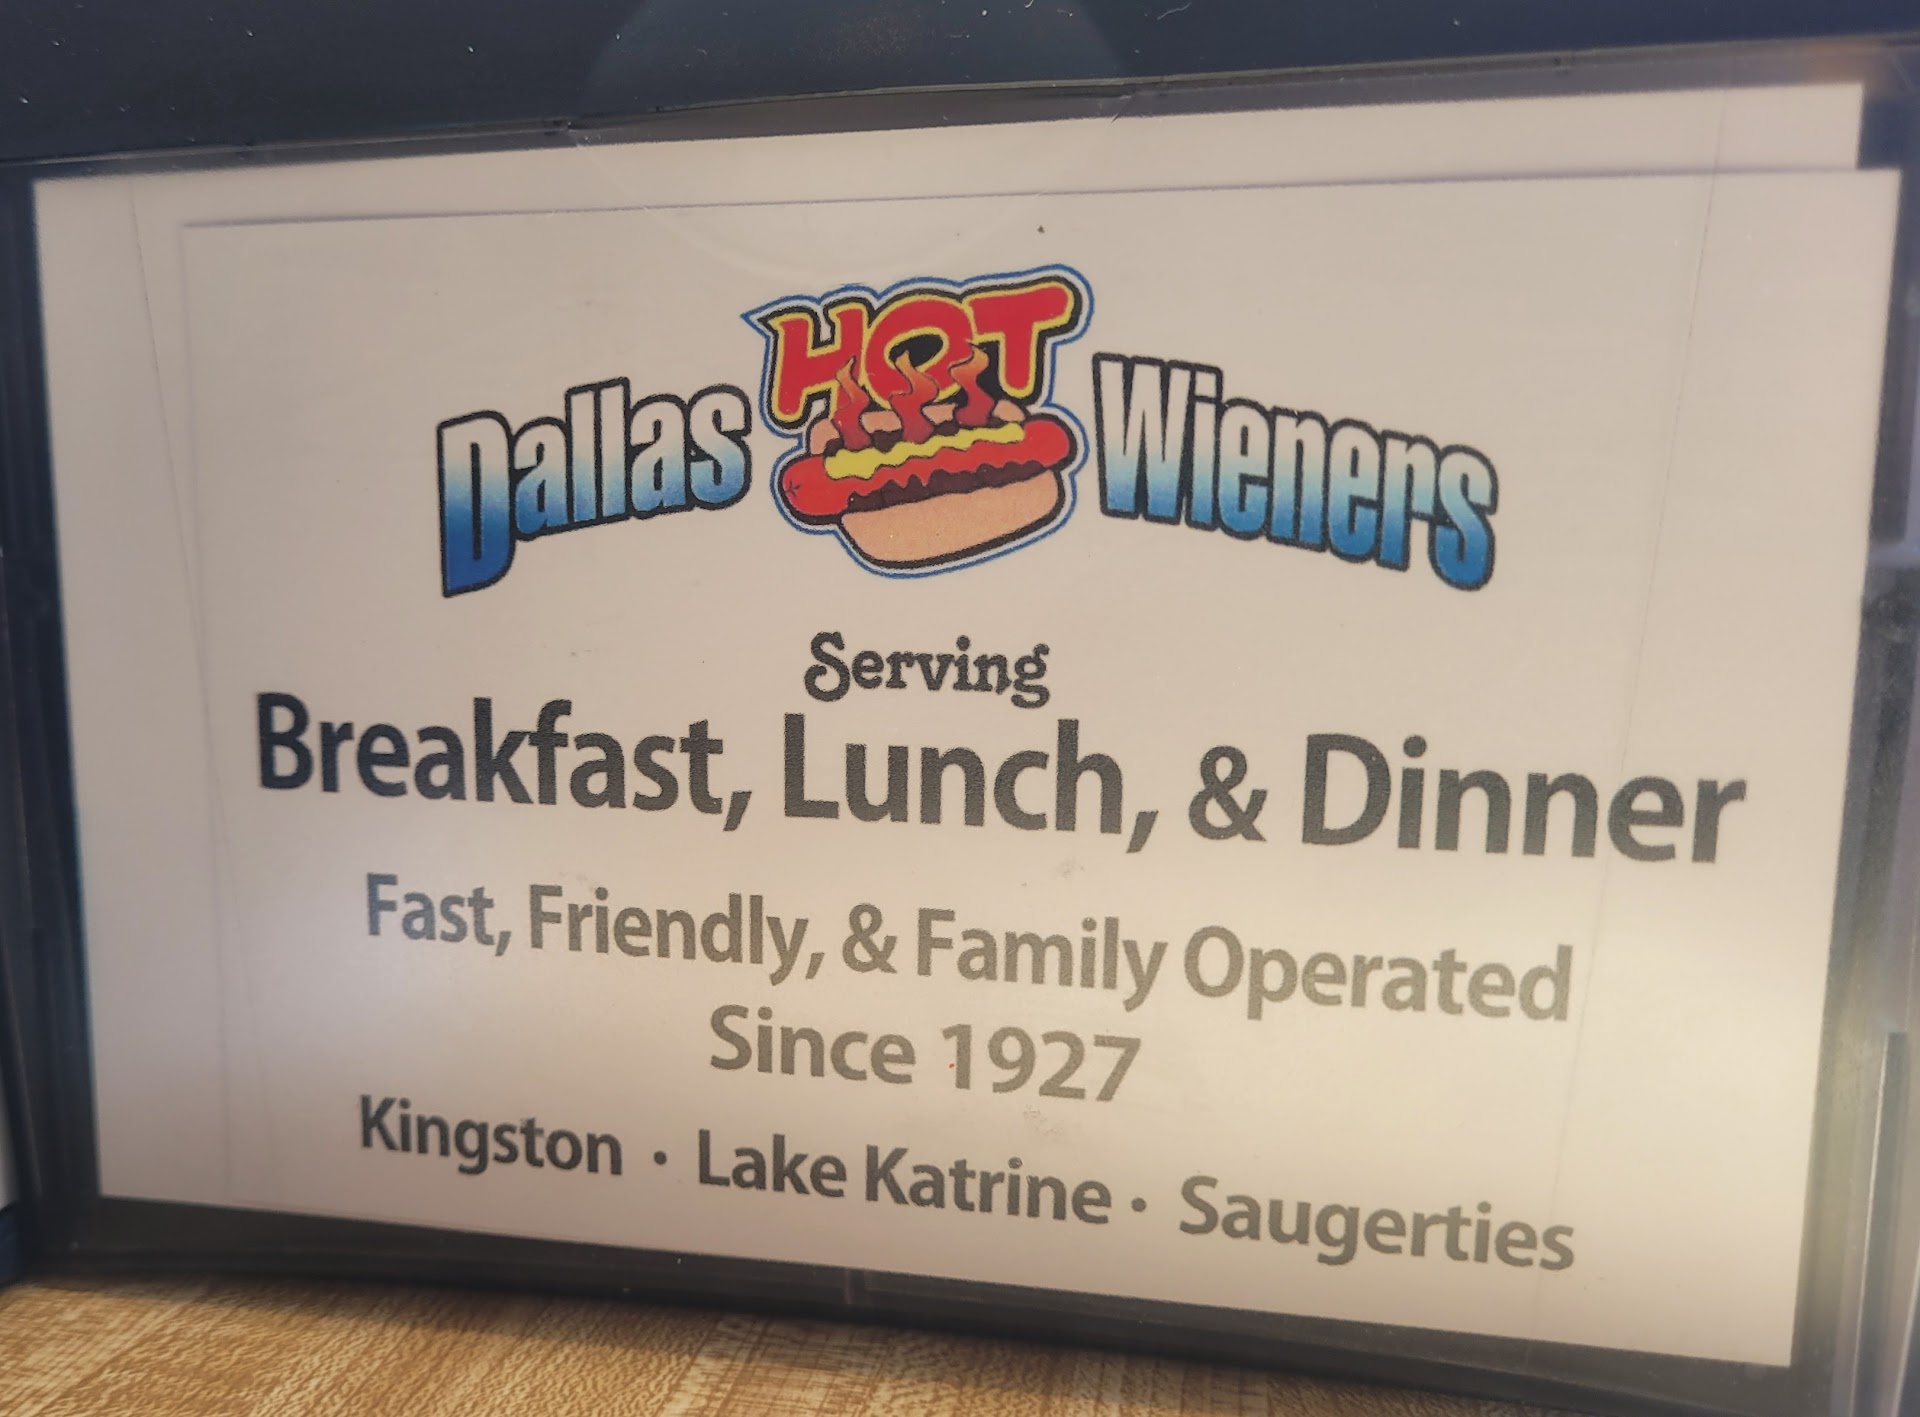 Dallas HOT Wieners
Serving
Breakfast, Lunch, & Dinner
Fast, Friendly, & Family Operated
Since 1927
Kingston · Lake Katrine · Saugerties